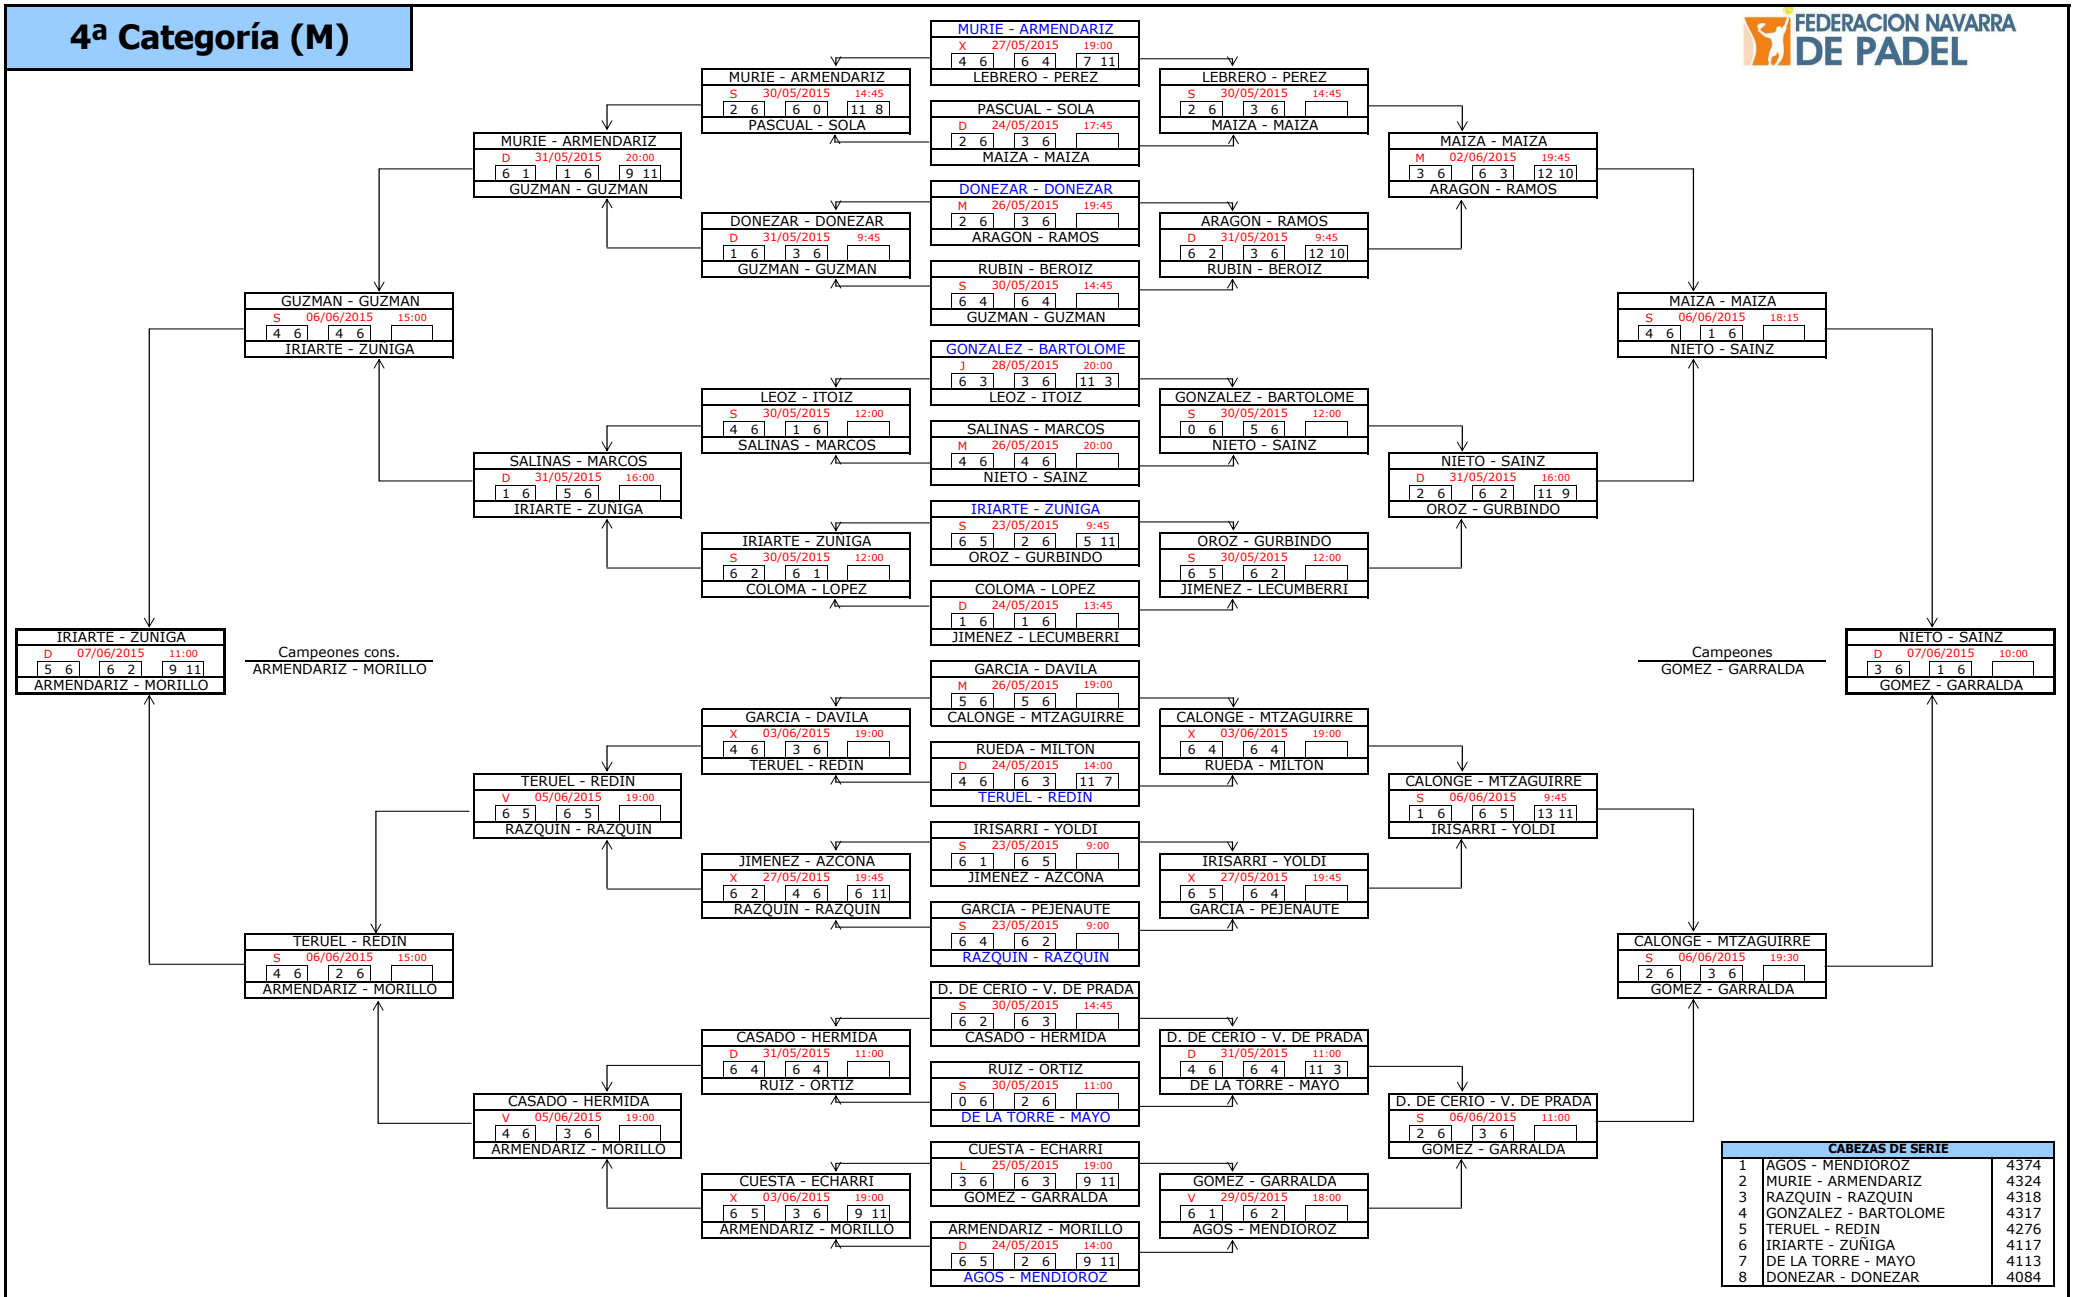 4ª Categoría (M)
FEDERACION NAVARRA
DE PADEL
MURIE - ARMENDARIZ
X 27/05/2015 19:00
4 6 6 4 7 11
LEBRERO - PEREZ
PASCUAL - SOLA
D 24/05/2015 17:45
2 6 3 6
MAIZA - MAIZA
DONEZAR - DONEZAR
M 26/05/2015 19:45
2 6 3 6
ARAGON - RAMOS
RUBIN - BEROIZ
S 30/05/2015 14:45
6 4 6 4
GUZMAN - GUZMAN
GONZALEZ - BARTOLOME
J 28/05/2015 20:00
6 3 3 6 11 3
LEOZ - ITOIZ
SALINAS - MARCOS
M 26/05/2015 20:00
4 6 4 6
NIETO - SAINZ
IRIARTE - ZUÑIGA
S 23/05/2015 9:45
6 5 2 6 5 11
OROZ - GURBINDO
COLOMA - LOPEZ
D 24/05/2015 13:45
1 6 1 6
JIMENEZ - LECUMBERRI
GARCIA - DAVILA
M 26/05/2015 19:00
5 6 5 6
CALONGE - MTZAGUIRRE
RUEDA - MILTON
D 24/05/2015 14:00
4 6 6 3 11 7
TERUEL - REDIN
IRISARRI - YOLDI
S 23/05/2015 9:00
6 1 6 5
JIMENEZ - AZCONA
GARCIA - PEJENAUTE
S 23/05/2015 9:00
6 4 6 2
RAZQUIN - RAZQUIN
D. DE CERIO - V. DE PRADA
S 30/05/2015 14:45
6 2 6 3
CASADO - HERMIDA
RUIZ - ORTIZ
S 30/05/2015 11:00
0 6 2 6
DE LA TORRE - MAYO
CUESTA - ECHARRI
L 25/05/2015 19:00
3 6 6 3 9 11
GOMEZ - GARRALDA
ARMENDARIZ - MORILLO
D 24/05/2015 14:00
6 5 2 6 9 11
AGOS - MENDIOROZ
MURIE - ARMENDARIZ
S 30/05/2015 14:45
2 6 6 0 11 8
PASCUAL - SOLA
DONEZAR - DONEZAR
D 31/05/2015 9:45
1 6 3 6
GUZMAN - GUZMAN
LEOZ - ITOIZ
S 30/05/2015 12:00
4 6 1 6
SALINAS - MARCOS
IRIARTE - ZUÑIGA
S 30/05/2015 12:00
6 2 6 1
COLOMA - LOPEZ
GARCIA - DAVILA
X 03/06/2015 19:00
4 6 3 6
TERUEL - REDIN
JIMENEZ - AZCONA
X 27/05/2015 19:45
6 2 4 6 6 11
RAZQUIN - RAZQUIN
CASADO - HERMIDA
D 31/05/2015 11:00
6 4 6 4
RUIZ - ORTIZ
CUESTA - ECHARRI
X 03/06/2015 19:00
6 5 3 6 9 11
ARMENDARIZ - MORILLO
MURIE - ARMENDARIZ
D 31/05/2015 20:00
6 1 1 6 9 11
GUZMAN - GUZMAN
SALINAS - MARCOS
D 31/05/2015 16:00
1 6 5 6
IRIARTE - ZUÑIGA
TERUEL - REDIN
V 05/06/2015 19:00
6 5 6 5
RAZQUIN - RAZQUIN
CASADO - HERMIDA
V 05/06/2015 19:00
4 6 3 6
ARMENDARIZ - MORILLO
GUZMAN - GUZMAN
S 06/06/2015 15:00
4 6 4 6
IRIARTE - ZUÑIGA
TERUEL - REDIN
S 06/06/2015 15:00
4 6 2 6
ARMENDARIZ - MORILLO
IRIARTE - ZUÑIGA
D 07/06/2015 11:00
5 6 6 2 9 11
ARMENDARIZ - MORILLO
Campeones cons.
ARMENDARIZ - MORILLO
LEBRERO - PEREZ
S 30/05/2015 14:45
2 6 3 6
MAIZA - MAIZA
ARAGON - RAMOS
D 31/05/2015 9:45
6 2 3 6 12 10
RUBIN - BEROIZ
GONZALEZ - BARTOLOME
S 30/05/2015 12:00
0 6 5 6
NIETO - SAINZ
OROZ - GURBINDO
S 30/05/2015 12:00
6 5 6 2
JIMENEZ - LECUMBERRI
CALONGE - MTZAGUIRRE
X 03/06/2015 19:00
6 4 6 4
RUEDA - MILTON
IRISARRI - YOLDI
X 27/05/2015 19:45
6 5 6 4
GARCIA - PEJENAUTE
D. DE CERIO - V. DE PRADA
D 31/05/2015 11:00
4 6 6 4 11 3
DE LA TORRE - MAYO
GOMEZ - GARRALDA
V 29/05/2015 18:00
6 1 6 2
AGOS - MENDIOROZ
MAIZA - MAIZA
M 02/06/2015 19:45
3 6 6 3 12 10
ARAGON - RAMOS
NIETO - SAINZ
D 31/05/2015 16:00
2 6 6 2 11 9
OROZ - GURBINDO
CALONGE - MTZAGUIRRE
S 06/06/2015 9:45
1 6 6 5 13 11
IRISARRI - YOLDI
D. DE CERIO - V. DE PRADA
S 06/06/2015 11:00
2 6 3 6
GOMEZ - GARRALDA
MAIZA - MAIZA
S 06/06/2015 18:15
4 6 1 6
NIETO - SAINZ
CALONGE - MTZAGUIRRE
S 06/06/2015 19:30
2 6 3 6
GOMEZ - GARRALDA
Campeones
GOMEZ - GARRALDA
NIETO - SAINZ
D 07/06/2015 10:00
3 6 1 6
GOMEZ - GARRALDA
CABEZAS DE SERIE
1 AGOS - MENDIOROZ 4374
2 MURIE - ARMENDARIZ 4324
3 RAZQUIN - RAZQUIN 4318
4 GONZALEZ - BARTOLOME 4317
5 TERUEL - REDIN 4276
6 IRIARTE - ZUÑIGA 4117
7 DE LA TORRE - MAYO 4113
8 DONEZAR - DONEZAR 4084